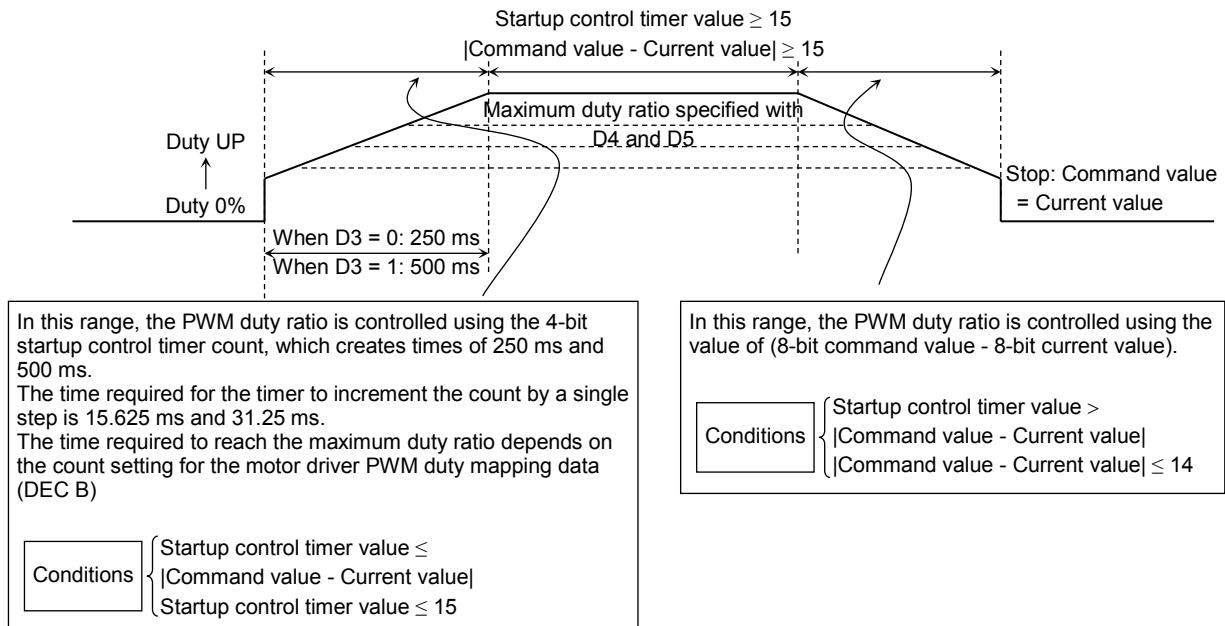 Startup control timer value ≥ 15
|Command value - Current value| ≥ 15
Maximum duty ratio specified with
D4 and D5
Duty UP
Duty 0%
Stop: Command value
= Current value
When D3 = 0: 250 ms
When D3 = 1: 500 ms
In this range, the PWM duty ratio is controlled using the 4-bit
startup control timer count, which creates times of 250 ms and
500 ms.
The time required for the timer to increment the count by a single
step is 15.625 ms and 31.25 ms.
The time required to reach the maximum duty ratio depends on
the count setting for the motor driver PWM duty mapping data
(DEC B)
Conditions
Startup control timer value ≤
|Command value - Current value|
Startup control timer value ≤ 15
In this range, the PWM duty ratio is controlled using the
value of (8-bit command value - 8-bit current value).
Conditions
Startup control timer value >
|Command value - Current value|
|Command value - Current value| ≤ 14